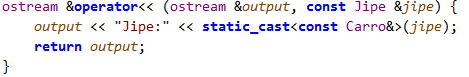 ostream &operator<< (ostream &output, const Jipe &jipe) {
output << "Jipe:" << static_cast<const Carro&>(jipe);
return output;
}